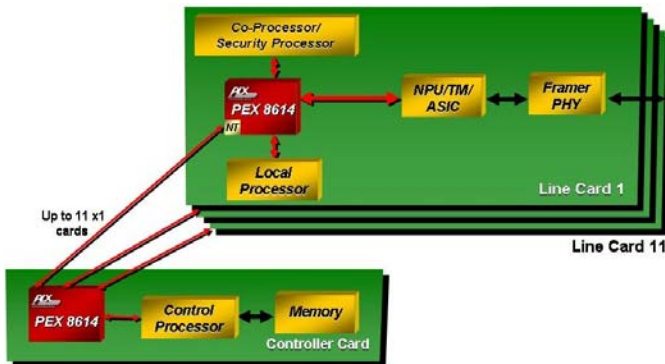 Co-Processor/
Security Processor
PLX
PEX 8614
NT
NPU/TM/
ASIC
Framer
PHY
Local
Processor
Line Card 1
Up to 11 x1
cards
Line Card 11
PLX
PEX 8614
Control
Processor
Memory
Controller Card